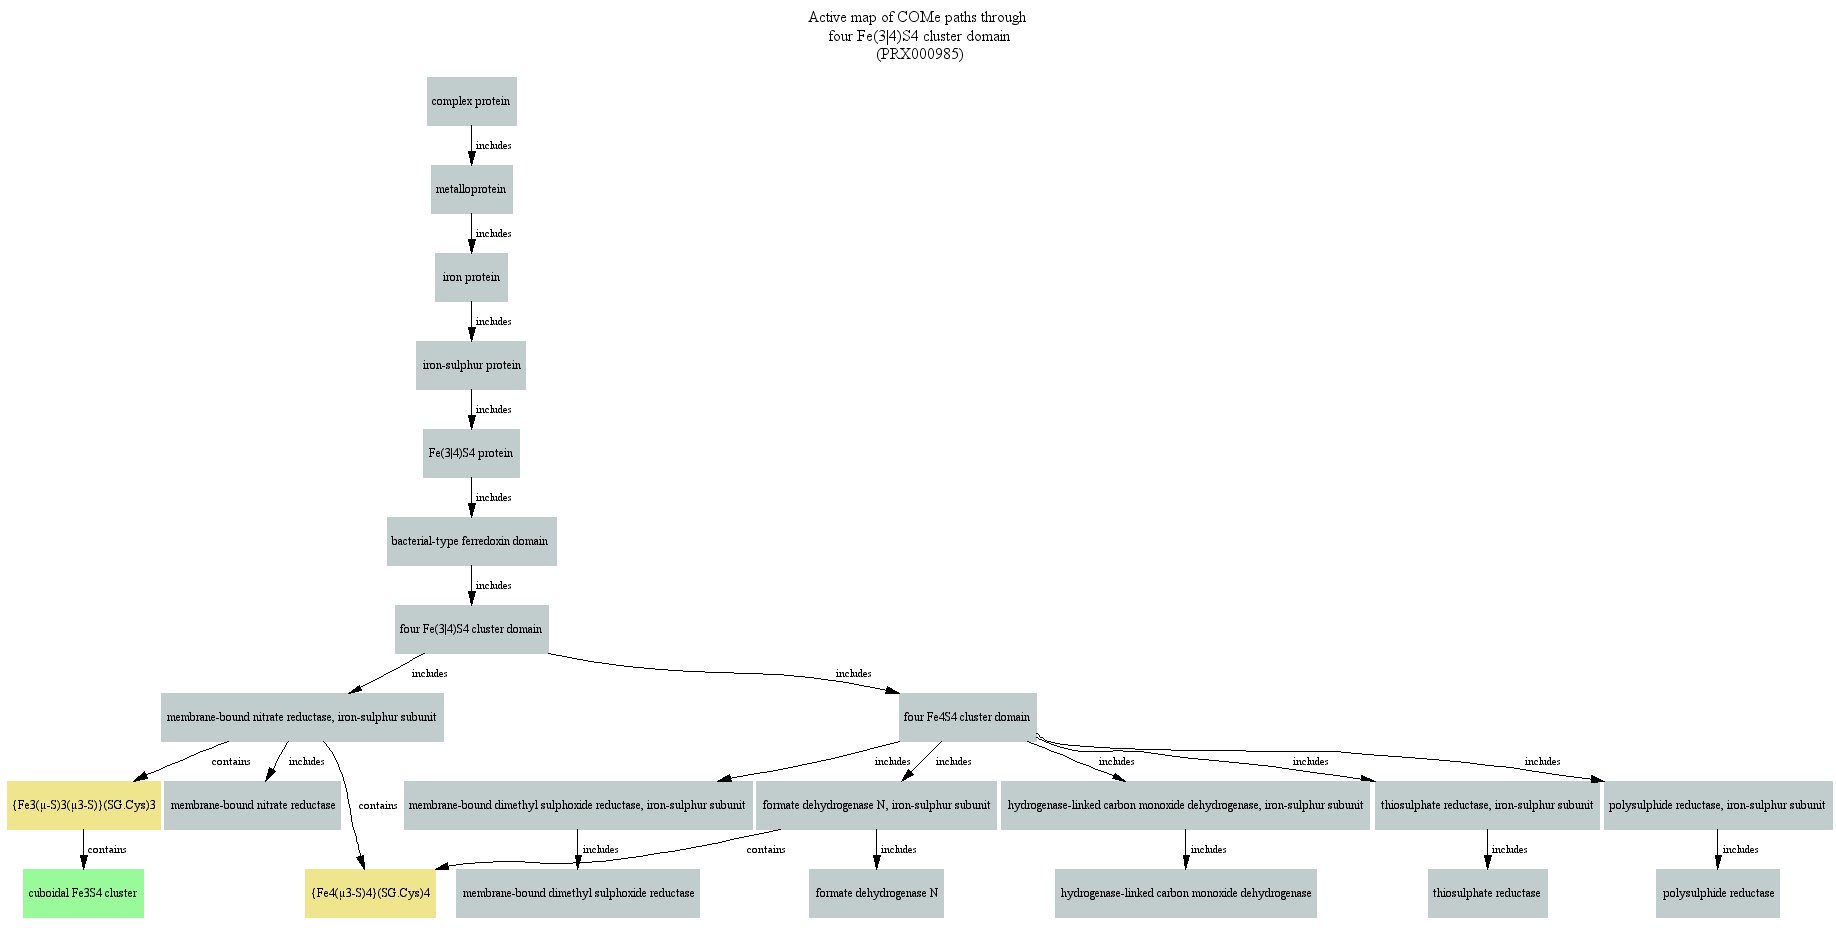 Active map of COMe paths through
four Fe(3|4)S4 cluster domain
(PRX000985)
complex protein
includes
metalloprotein
includes
iron protein
includes
iron-sulphur protein
includes
Fe(3|4)S4 protein
includes
bacterial-type ferredoxin domain
includes
four Fe(3|4)S4 cluster domain
includes
includes
membrane-bound nitrate reductase, iron-sulphur subunit
four Fe4S4 cluster domain
contains
includes
includes
includes
includes
includes
includes
{Fe3(μ-S)3(μ3-S)}(SG.Cys)3
membrane-bound nitrate reductase
contains
membrane-bound dimethyl sulphoxide reductase, iron-sulphur subunit
formate dehydrogenase N, iron-sulphur subunit
hydrogenase-linked carbon monoxide dehydrogenase, iron-sulphur subunit
thiosulphate reductase, iron-sulphur subunit
polysulphide reductase, iron-sulphur subunit
contains
includes
contains
includes
includes
includes
includes
cuboidal Fe3S4 cluster
{Fe4(μ3-S)4}(SG.Cys)4
membrane-bound dimethyl sulphoxide reductase
formate dehydrogenase N
hydrogenase-linked carbon monoxide dehydrogenase
thiosulphate reductase
polysulphide reductase